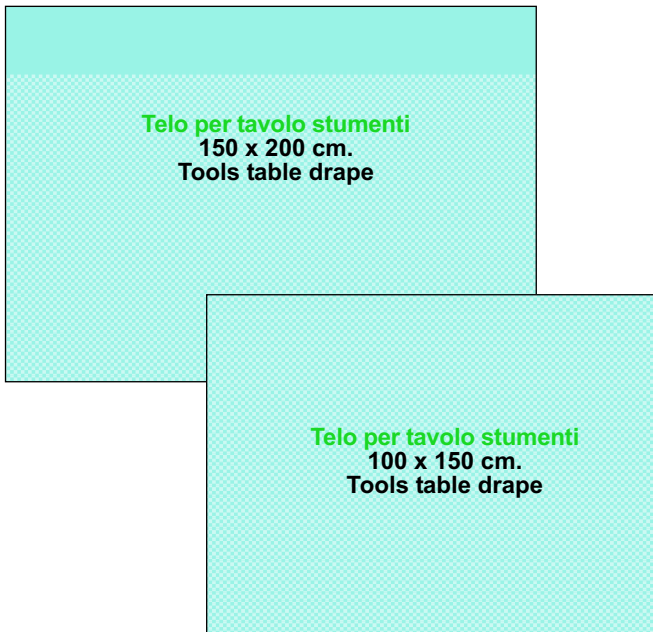 Telo per tavolo stumenti
150 x 200 cm.
Tools table drape
Telo per tavolo stumenti
100 x 150 cm.
Tools table drape